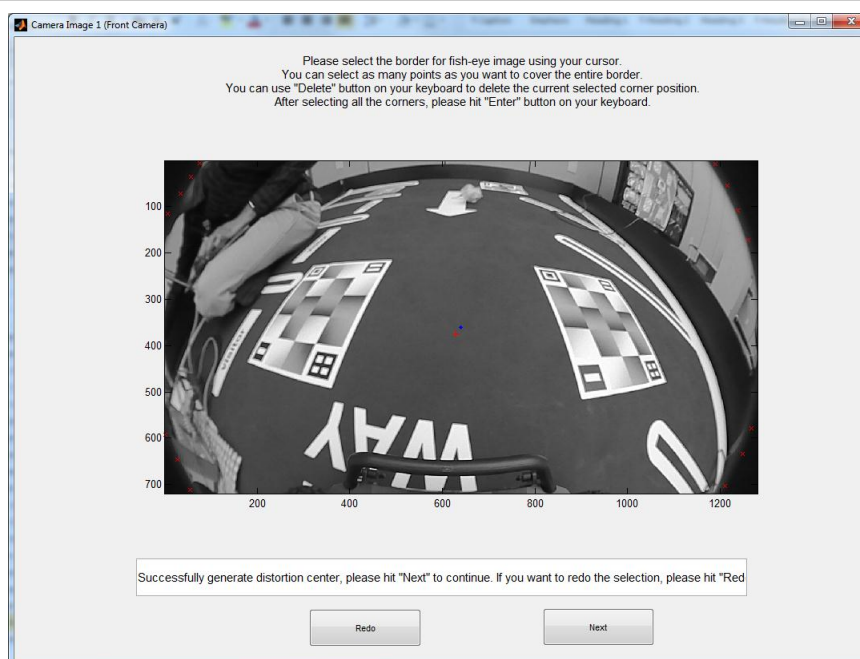 Camera Image 1 (Front Camera)
Please select the border for fish-eye image using your cursor.
You can select as many points as you want to cover the entire border.
You can use "Delete" button on your keyboard to delete the current selected corner position.
After selecting all the corners, please hit "Enter" button on your keyboard.
100
200
300
400
500
600
700
WAY
200
400
600
800
1000
1200
Successfully generate distortion center, please hit "Next" to continue. If you want to redo the selection, please hit "Red
Redo
Next